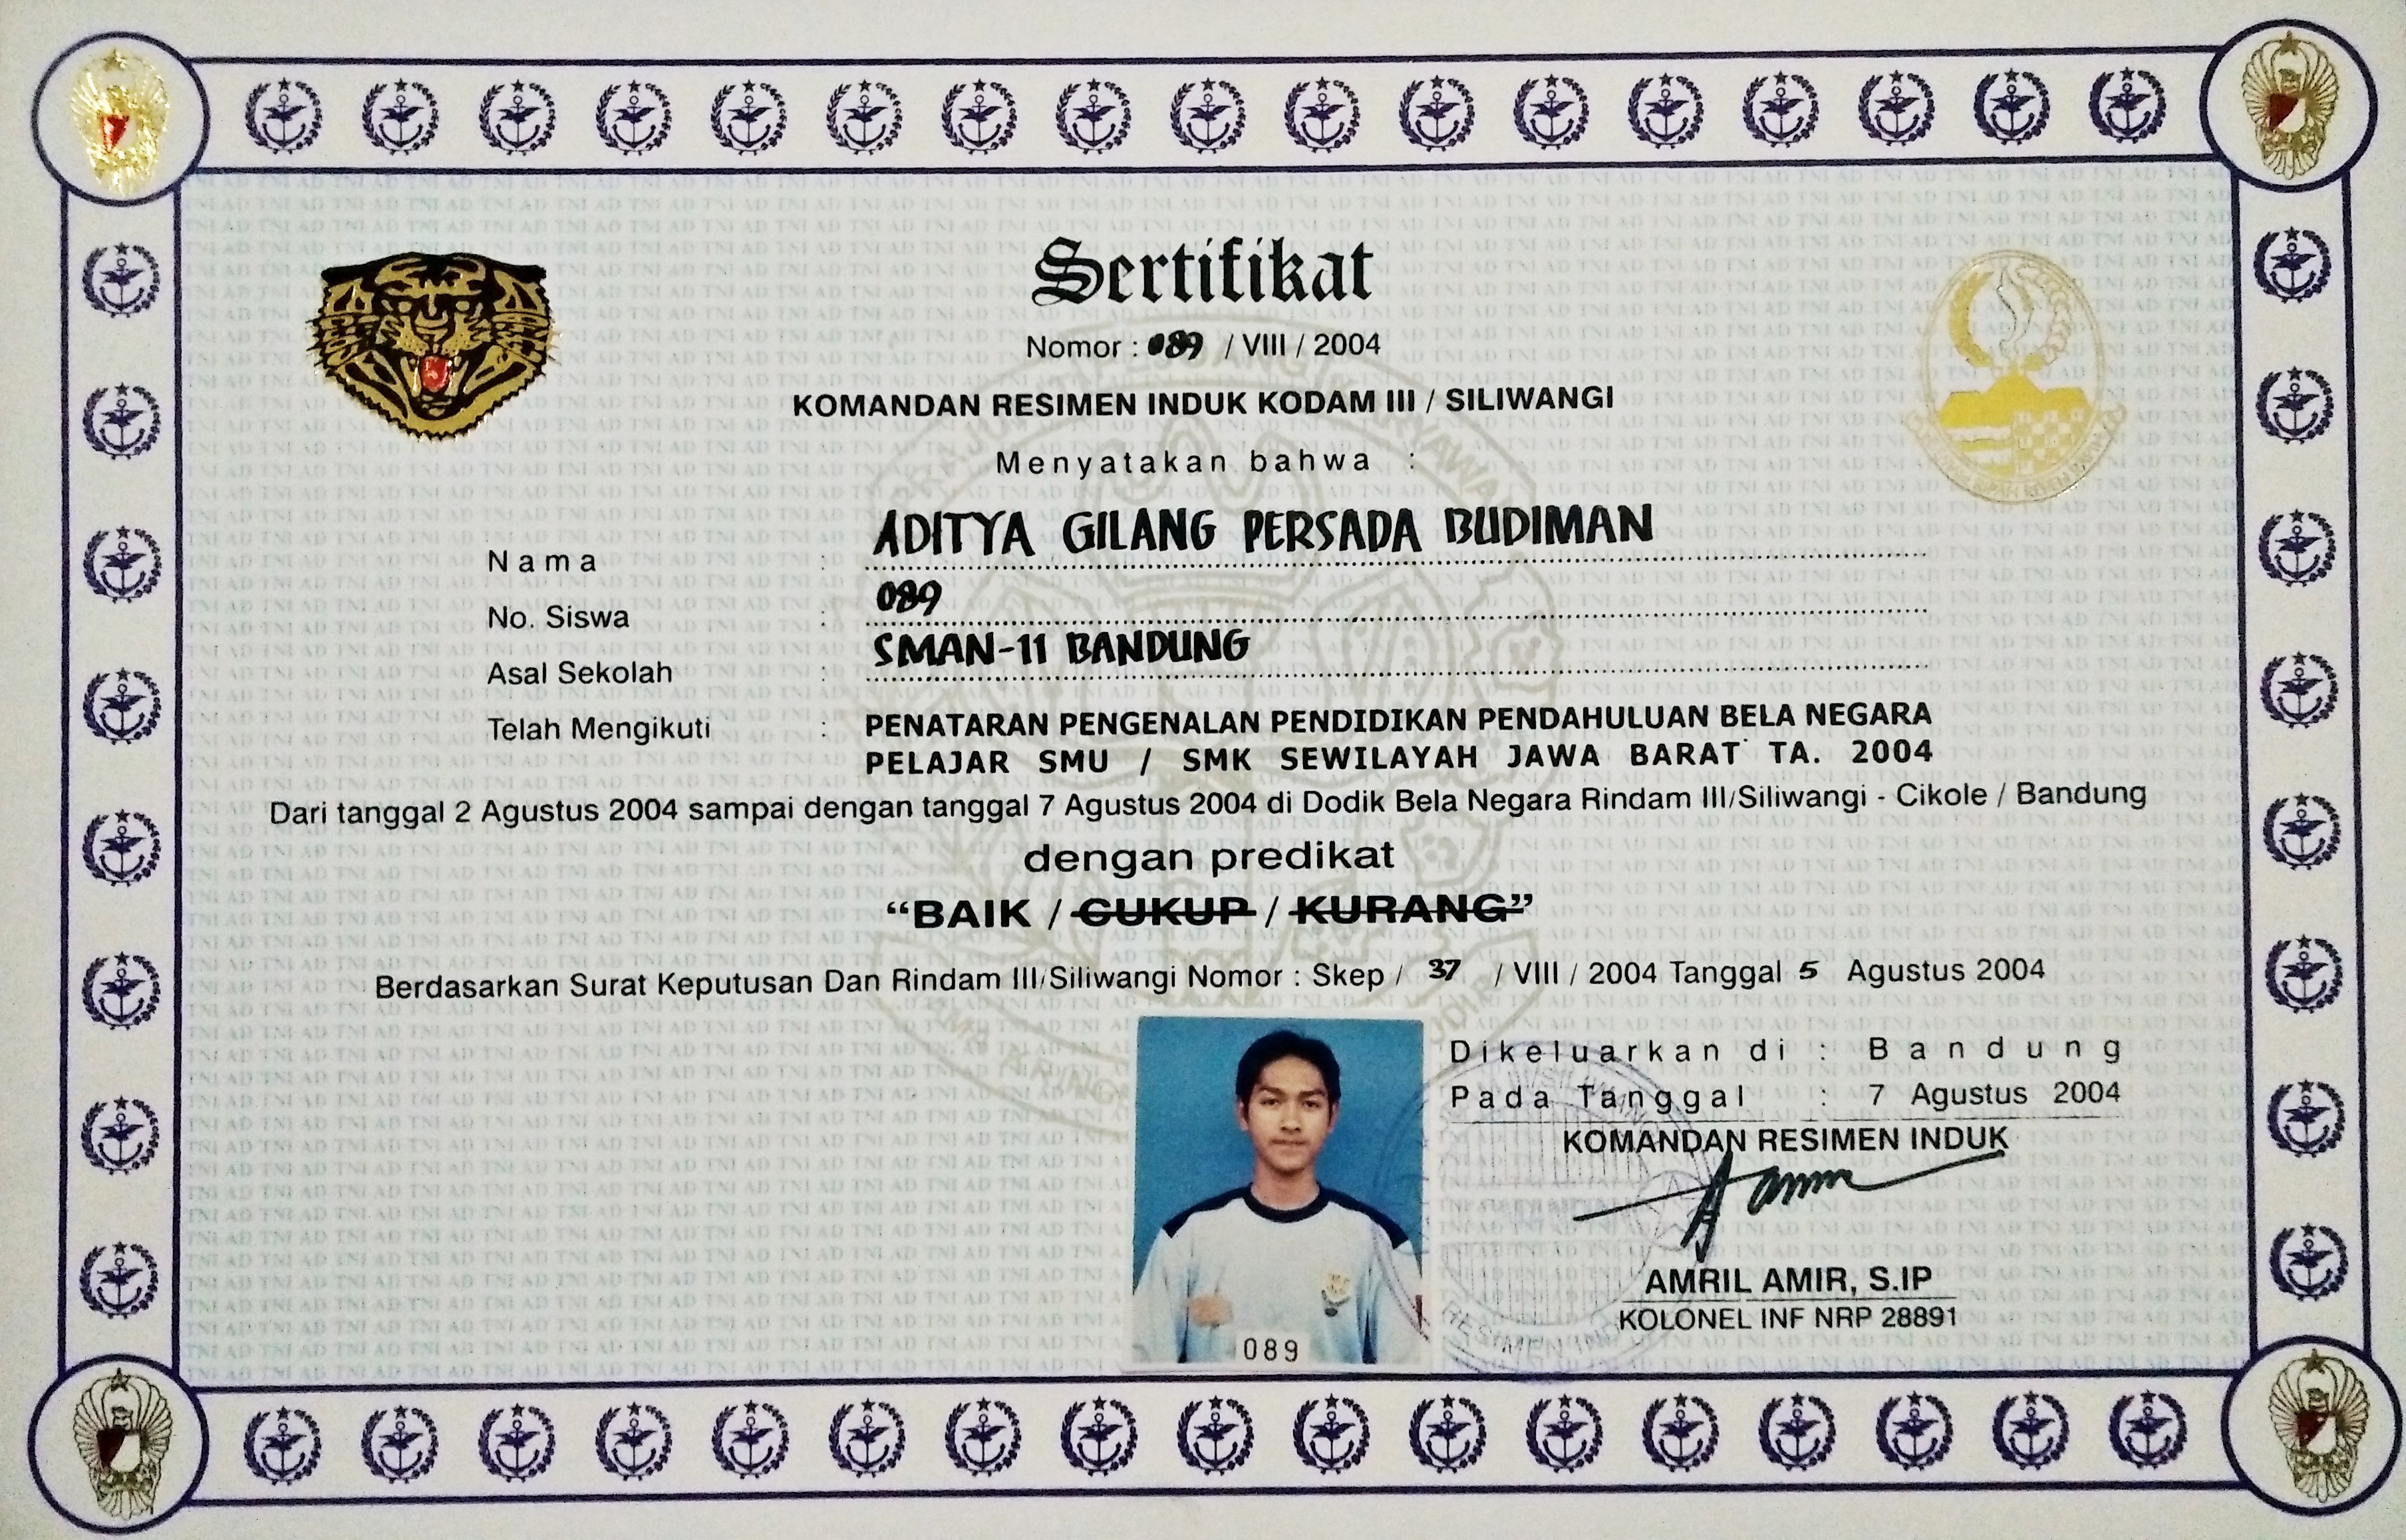 Sertifikat
Nomor : 089 / VIII / 2004
KOMANDAN RESIMEN INDUK KODAM III / SILIWANGI
Menyatakan bahwa :
Nama : ADITYA GILANG PERSADA BUDIMAN
No. Siswa : 089
Asal Sekolah : SMAN-11 BANDUNG
Telah Mengikuti : PENATARAN PENGENALAN PENDIDIKAN PENDAHULUAN BELA NEGARA
PELAJAR SMU / SMK SEWILAYAH JAWA BARAT TA. 2004
Dari tanggal 2 Agustus 2004 sampai dengan tanggal 7 Agustus 2004 di Dodik Bela Negara Rindam III/Siliwangi - Cikole / Bandung
dengan predikat
“BAIK / CUKUP / KURANG”
Berdasarkan Surat Keputusan Dan Rindam III/Siliwangi Nomor : Skep / 37 / VIII / 2004 Tanggal 5 Agustus 2004
Dikeluarkan di : Bandung
Pada Tanggal : 7 Agustus 2004
KOMANDAN RESIMEN INDUK
AMRIL AMIR, S.IP
KOLONEL INF NRP 28891
089